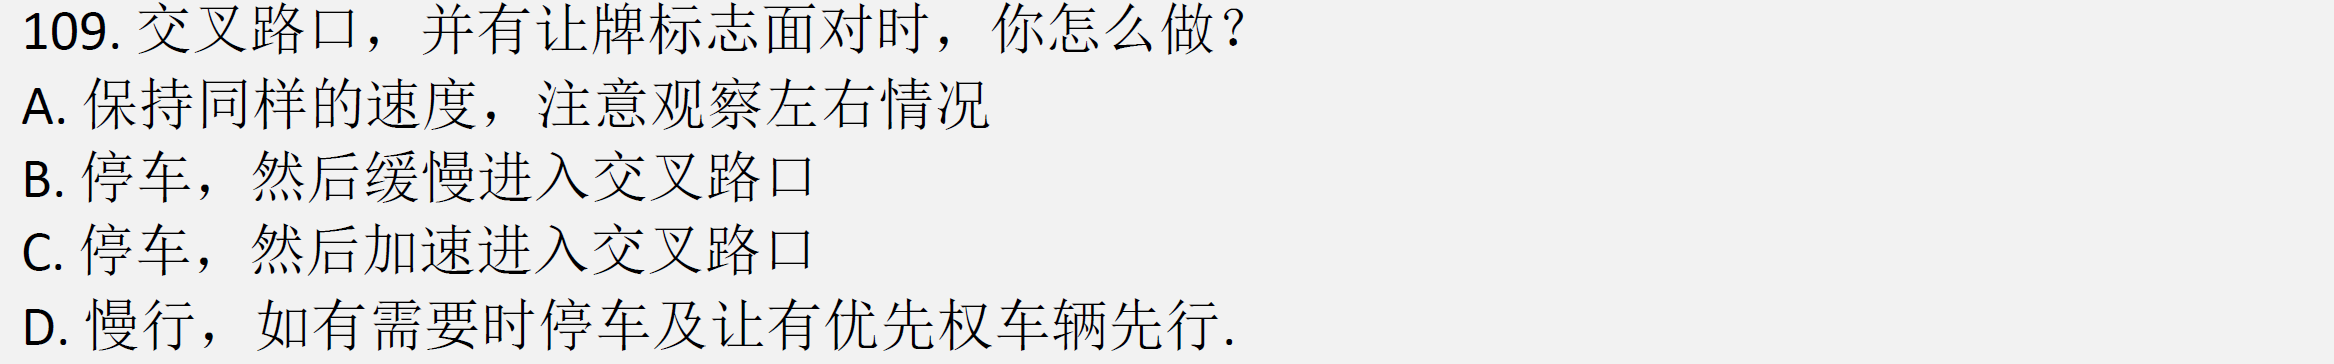 109. 交叉路口，并有让牌标志面对时，你怎么做？
A. 保持同样的速度，注意观察左右情况
B. 停车，然后缓慢进入交叉路口
C. 停车，然后加速进入交叉路口
D. 慢行，如有需要时停车及让有优先权车辆先行.